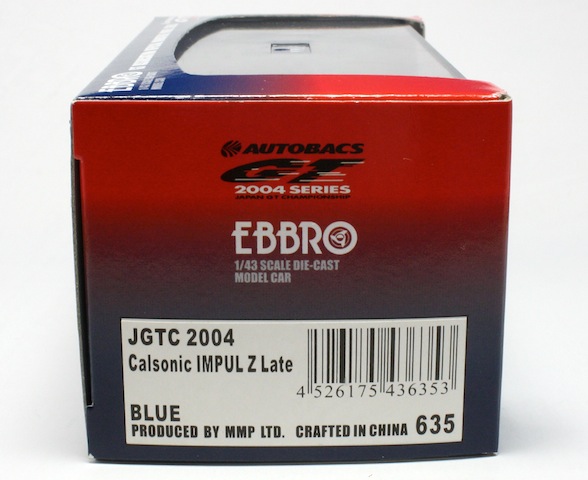 EBBRO
AUTOBACS
GT
2004 SERIES
JAPAN GT CHAMPIONSHIP
EBBRO
1/43 SCALE DIE-CAST
MODEL CAR
JGTC 2004
Calsonic IMPUL Z Late
4 526175 436353
BLUE
PRODUCED BY MMP LTD. CRAFTED IN CHINA 635